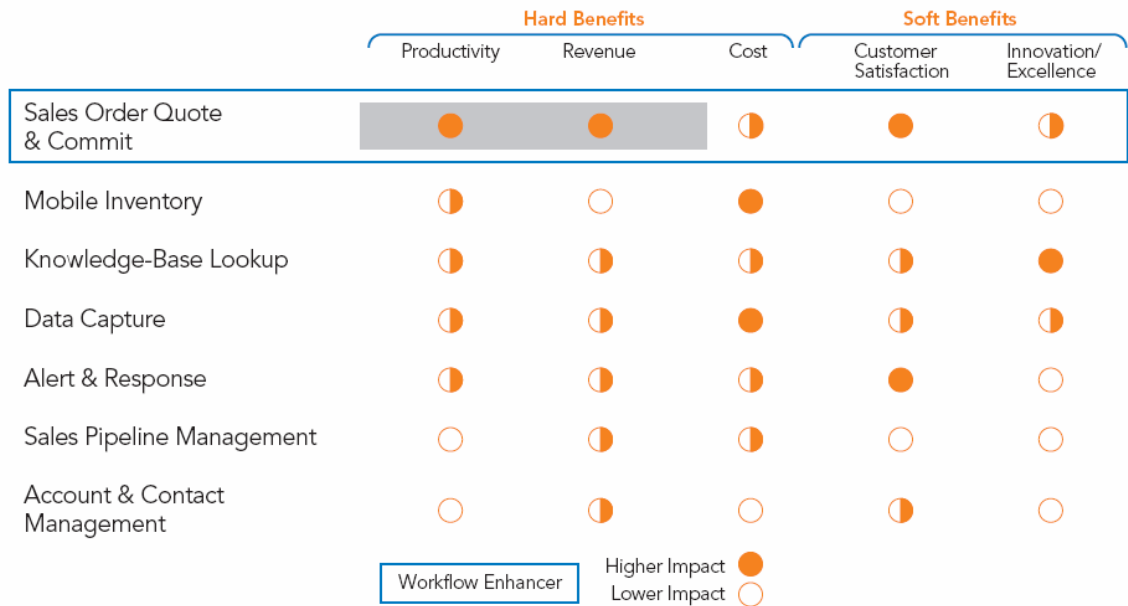 Hard Benefits
Soft Benefits
Productivity
Revenue
Cost
Customer
Satisfaction
Innovation/
Excellence
Sales Order Quote
& Commit
Mobile Inventory
Knowledge-Base Lookup
Data Capture
Alert & Response
Sales Pipeline Management
Account & Contact
Management
Workflow Enhancer
Higher Impact
Lower Impact